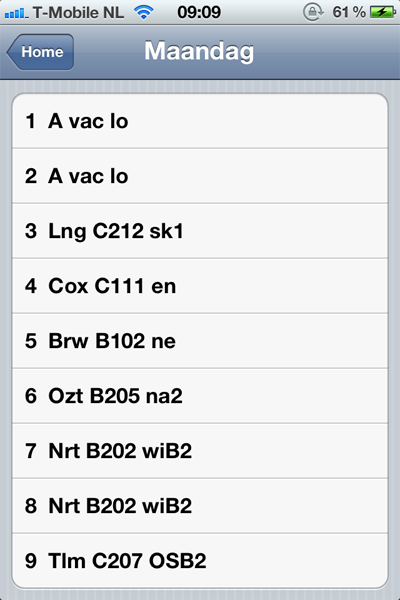 T-Mobile NL 09:09 61 %
Home Maandag
1 A vac lo
2 A vac lo
3 Lng C212 sk1
4 Cox C111 en
5 Brw B102 ne
6 Ozt B205 na2
7 Nrt B202 wiB2
8 Nrt B202 wiB2
9 Tlm C207 OSB2